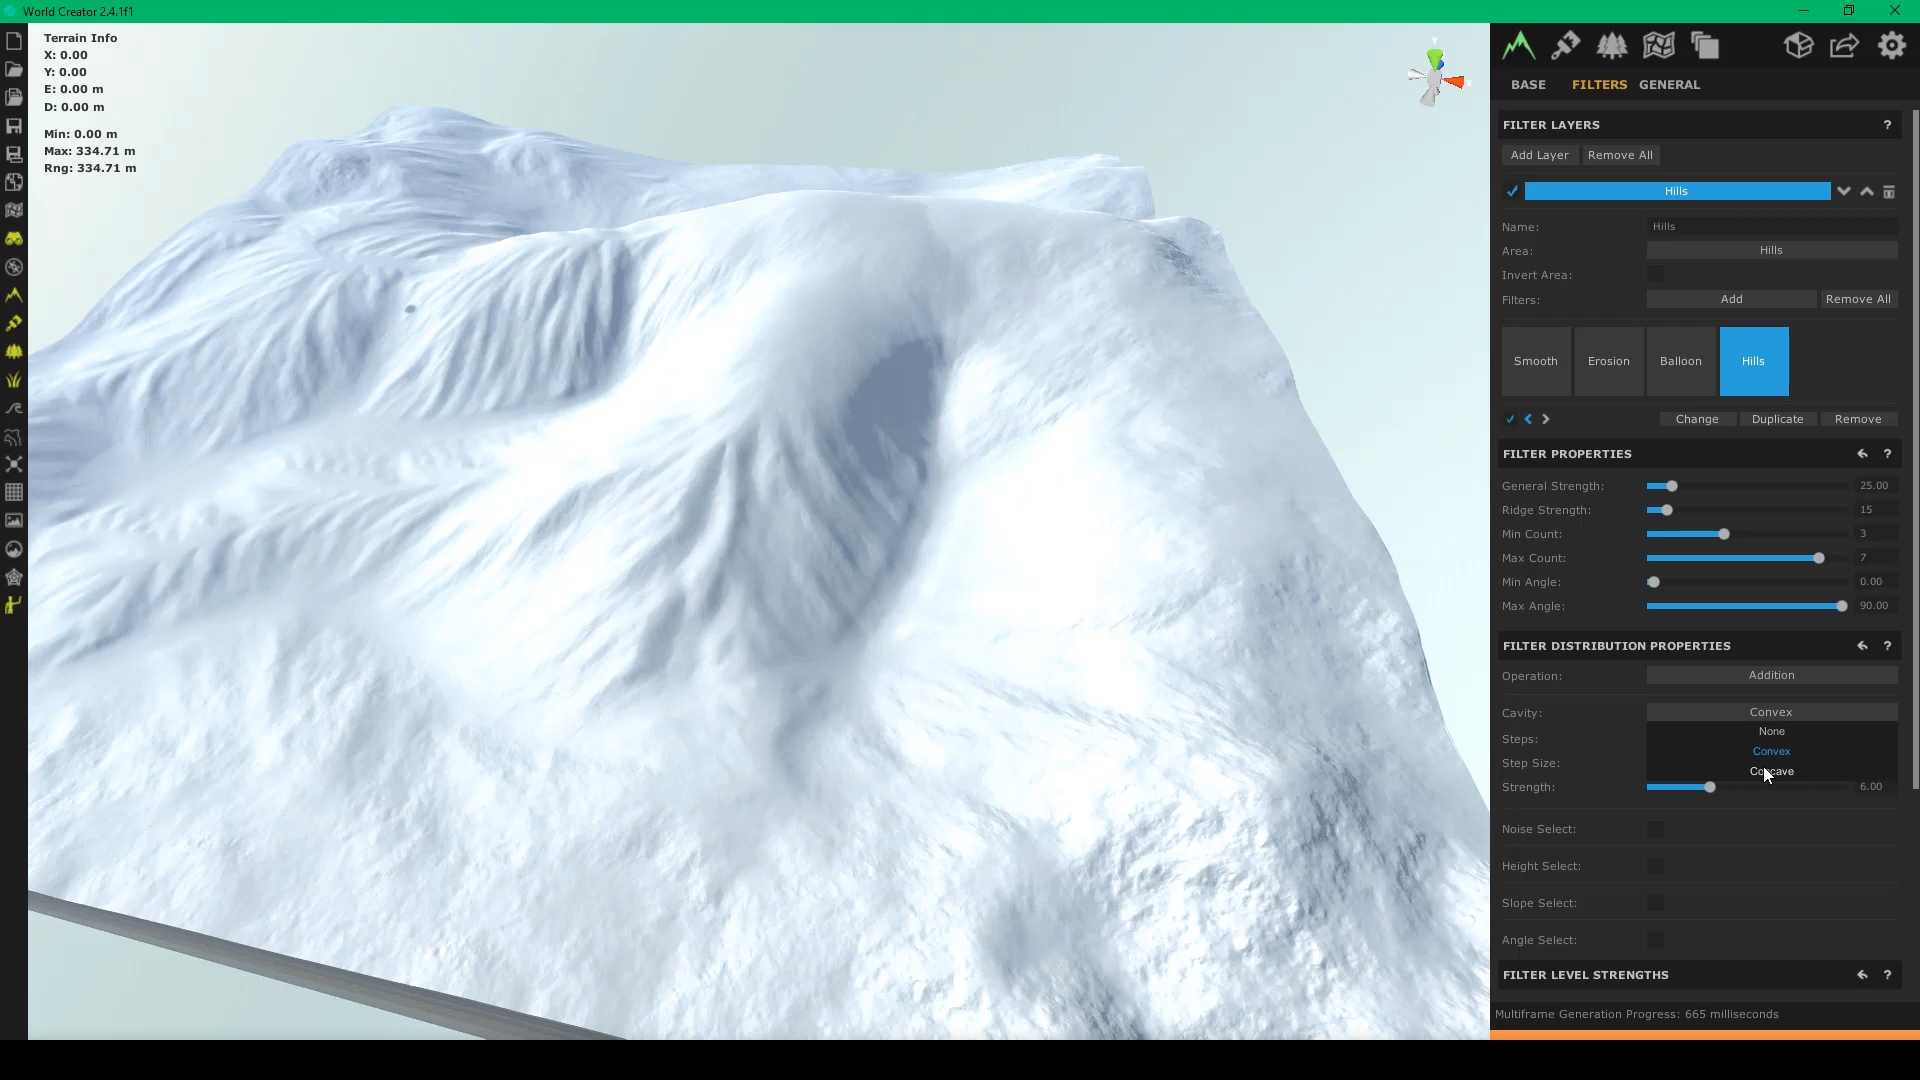 World Creator 2.4.1f1
Terrain Info
X: 0.00
Y: 0.00
E: 0.00 m
D: 0.00 m
Min: 0.00 m
Max: 334.71 m
Rng: 334.71 m
Y
BASE FILTERS GENERAL
FILTER LAYERS ?
Add Layer Remove All
Hills
Name: Hills
Area: Hills
Invert Area:
Filters: Add Remove All
Smooth Erosion Balloon Hills
Change Duplicate Remove
FILTER PROPERTIES ?
General Strength: 25.00
Ridge Strength: 15
Min Count: 3
Max Count: 7
Min Angle: 0.00
Max Angle: 90.00
FILTER DISTRIBUTION PROPERTIES ?
Operation: Addition
Cavity: Convex
None
Steps:
Convex
Step Size:
Concave
Strength: 6.00
Noise Select:
Height Select:
Slope Select:
Angle Select:
FILTER LEVEL STRENGTHS ?
Multiframe Generation Progress: 665 milliseconds